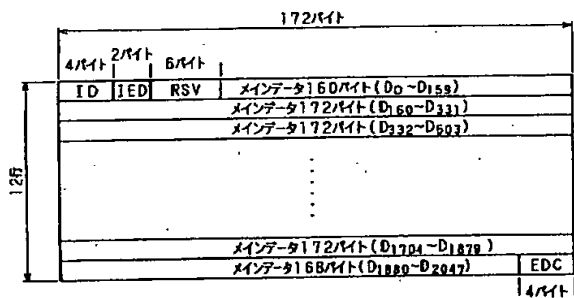 172バイト
4バイト 2バイト 6バイト
ID IED RSV メインデータ160バイト(D0~D159)
メインデータ172バイト(D160~D331)
メインデータ172バイト(D332~D503)
12行
メインデータ172バイト(D1704~D1879)
メインデータ168バイト(D1880~D2047) EDC
4バイト